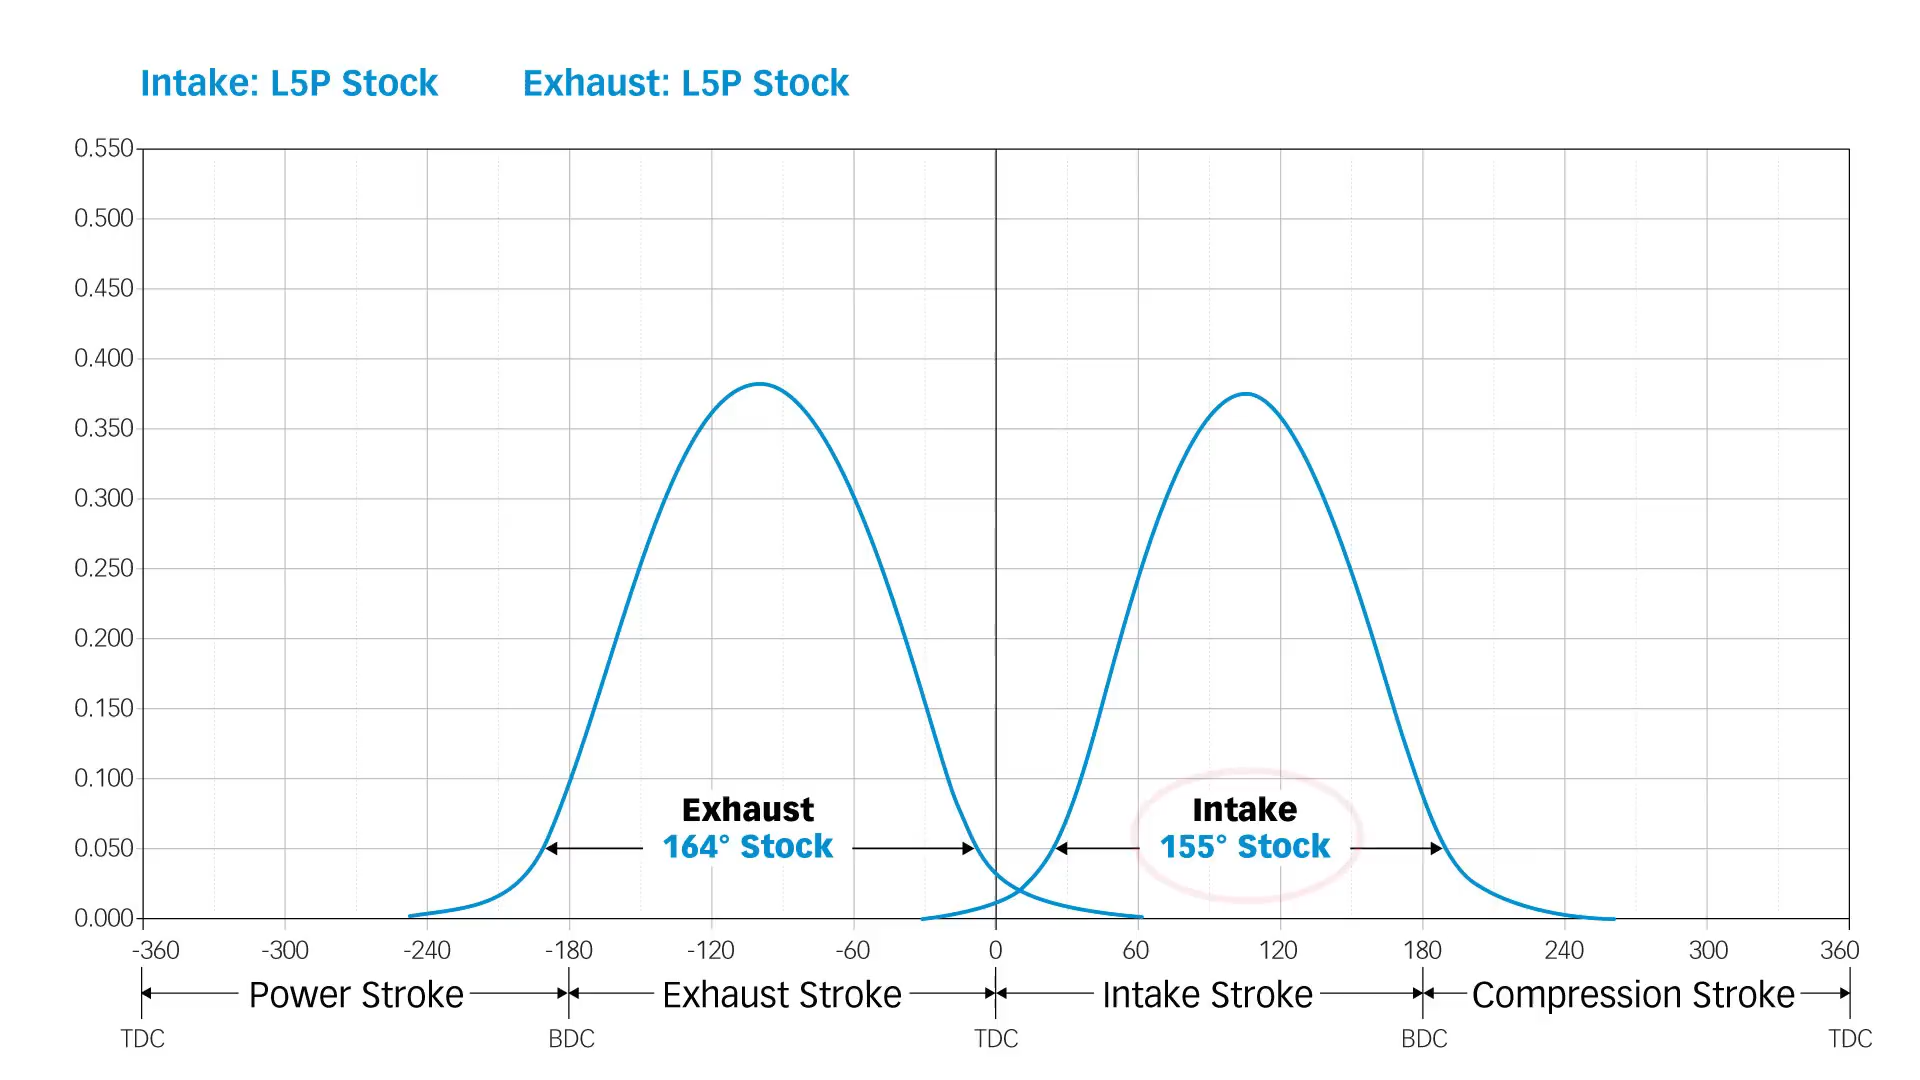 Intake: L5P Stock Exhaust: L5P Stock
0.550
0.500
0.450
0.400
0.350
0.300
0.250
0.200
0.150
0.100
Exhaust Intake
164° Stock 155° Stock
0.050
0.000
-360 -300 -240 -180 -120 -60 0 60 120 180 240 300 360
Power Stroke Exhaust Stroke Intake Stroke Compression Stroke
TDC BDC TDC BDC TDC